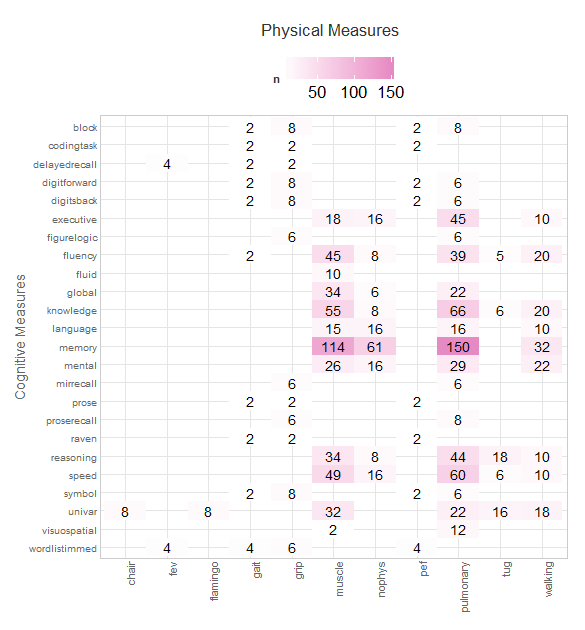 Physical Measures
n
50 100 150
Cognitive Measures
block 2 8 2 8
codingtask 2 2 2
delayedrecall 4 2 2
digitforward 2 8 2 6
digitsback 2 8 2 6
executive 18 16 45 10
figurelogic 6 6
fluency 2 45 8 39 5 20
fluid 10
global 34 6 22
knowledge 55 8 66 6 20
language 15 16 16 10
memory 114 61 150 32
mental 26 16 29 22
mirrecall 6 6
prose 2 2 2
proserecall 6 8
raven 2 2 2
reasoning 34 8 44 18 10
speed 49 16 60 6 10
symbol 2 8 2 6
univar 8 8 32 22 16 18
visuospatial 2 12
wordlistimmed 4 4 6 4
chair fev flamingo gait grip muscle nophys pef pulmonary tug walking